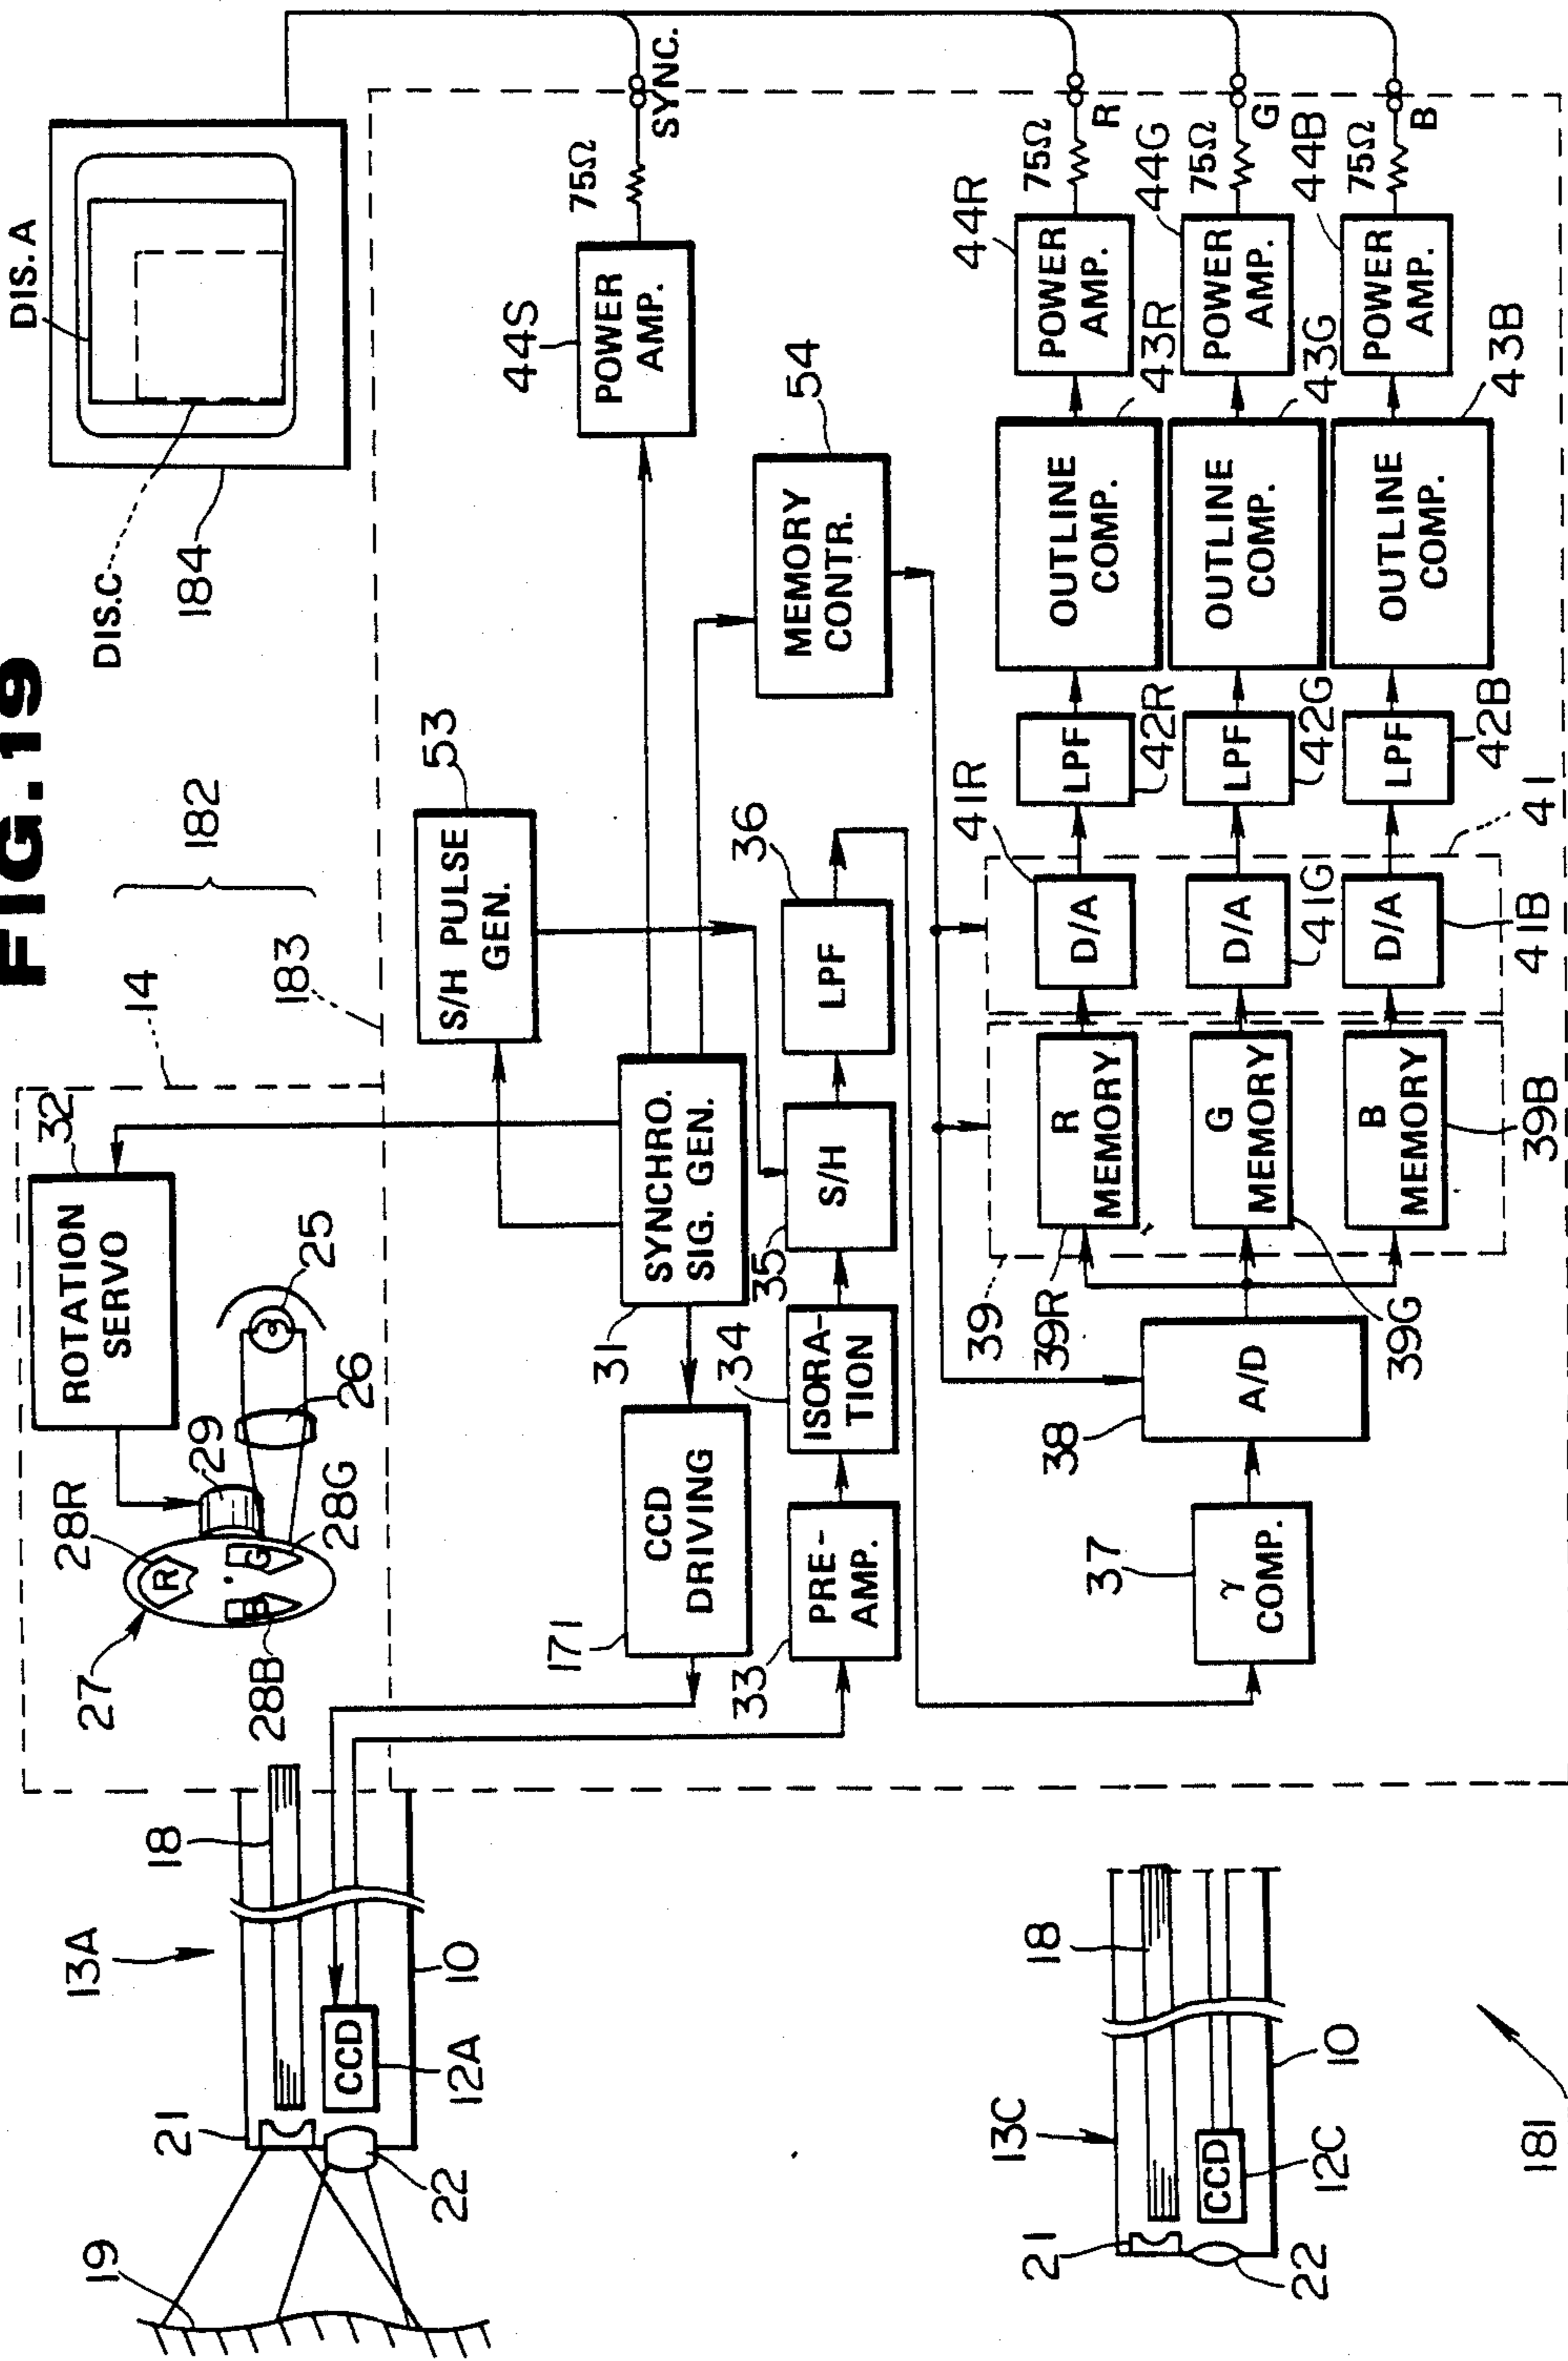 FIG.19
13A
18
21
19
22
CCD
12A
10
14
32
ROTATION
SERVO
27
28R
29
R
G
B
28B
28G
26
25
182
183
DIS. A
DIS.C
184
53
S/H PULSE
GEN.
SYNCHRO.
SIG. GEN.
31
CCD
DRIVING
171
44S
POWER
AMP.
75Ω
SYNC.
54
MEMORY
CONTR.
33
PRE-
AMP.
34
ISORA-
TION
35
S/H
36
LPF
37
γ
COMP.
38
A/D
39
39R
R
MEMORY
G
MEMORY
39G
B
MEMORY
39B
41R
D/A
D/A
41G
D/A
41B
41
LPF
42R
LPF
42G
LPF
42B
OUTLINE
COMP.
43R
OUTLINE
COMP.
43G
OUTLINE
COMP.
43B
44R
POWER
AMP.
75Ω
R
44G
POWER
AMP.
75Ω
G
44B
POWER
AMP.
75Ω
B
13C
18
21
22
CCD
12C
10
181